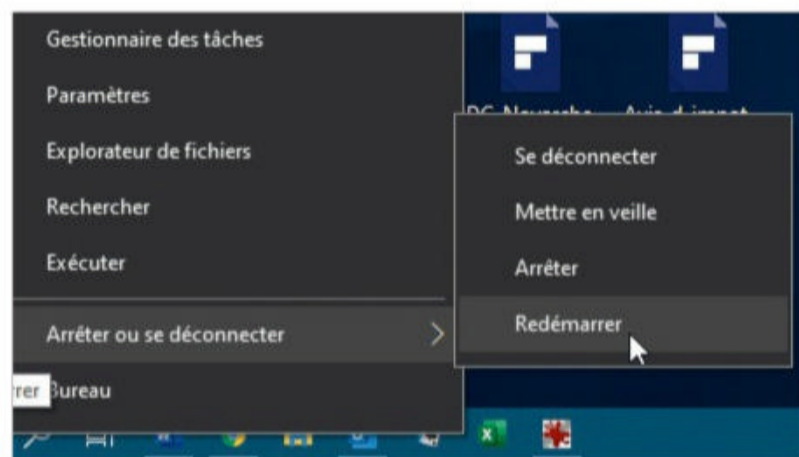 Gestionnaire des tâches
Paramètres
Explorateur de fichiers
Rechercher
Exécuter
Arrêter ou se déconnecter
rrer Bureau
Se déconnecter
Mettre en veille
Arrêter
Redémarrer